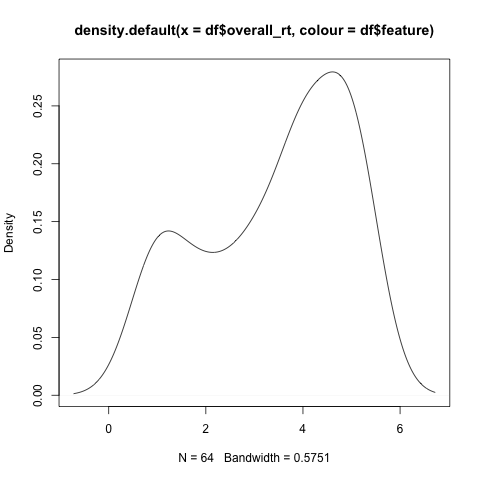 density.default(x = df$overall_rt, colour = df$feature)
Density
0.25
0.20
0.15
0.10
0.05
0.00
0 2 4 6
N = 64 Bandwidth = 0.5751